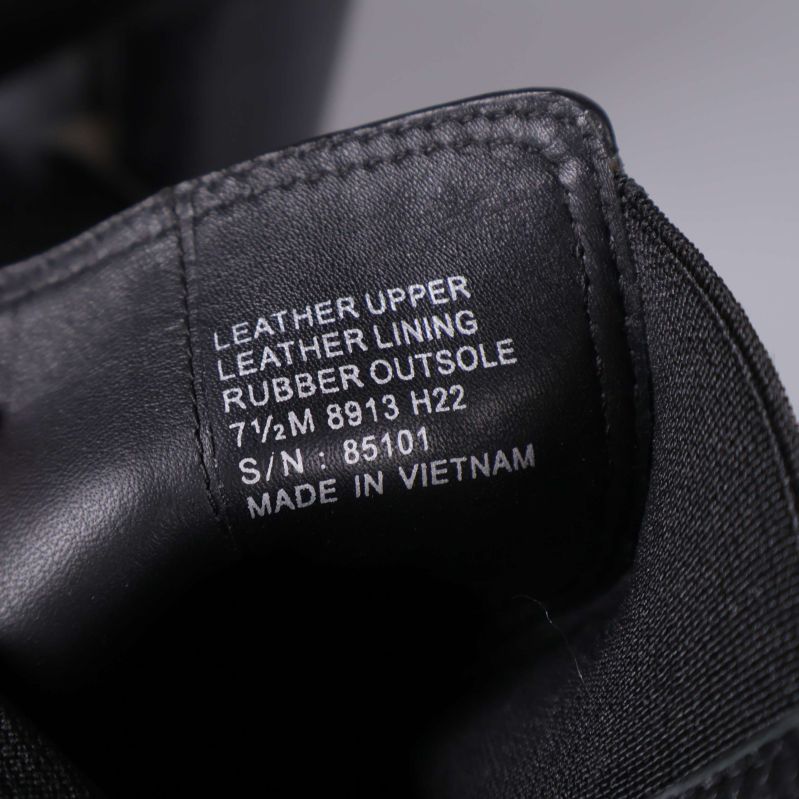 LEATHER UPPER
LEATHER LINING
RUBBER OUTSOLE
7½M 8913 H22
S/N : 85101
MADE IN VIETNAM